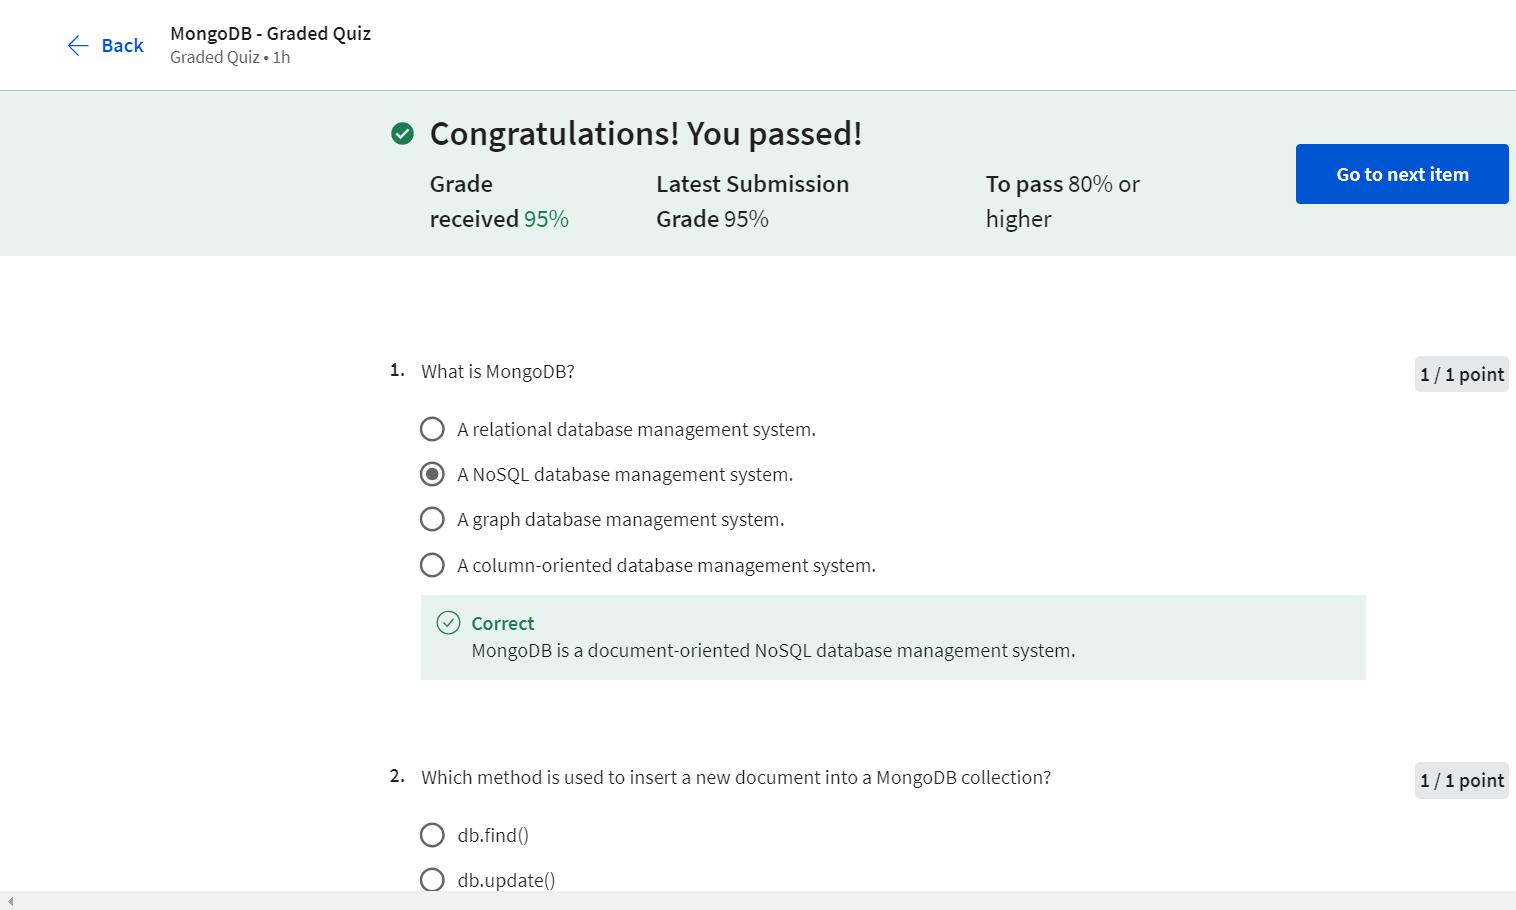 Back
MongoDB - Graded Quiz
Graded Quiz • 1h
Congratulations! You passed!
Grade
received 95%
Latest Submission
Grade 95%
To pass 80% or
higher
Go to next item
1. What is MongoDB?
1 / 1 point
A relational database management system.
A NoSQL database management system.
A graph database management system.
A column-oriented database management system.
Correct
MongoDB is a document-oriented NoSQL database management system.
2. Which method is used to insert a new document into a MongoDB collection?
1 / 1 point
db.find()
db.update()